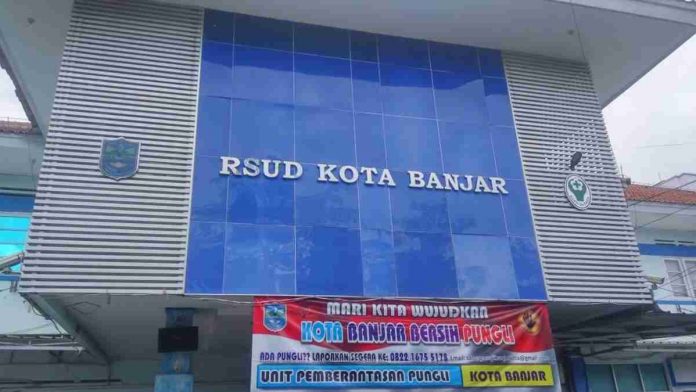 RSUD KOTA BANJAR
MARI KITA WUJUDKAN
KOTA BANJAR BERSIH PUNGLI
ADA PUNGLI?? LAPORKAN SEGERA KE: 0822 1675 5178
UNIT PEMBERANTASAN PUNGLI KOTA BANJAR